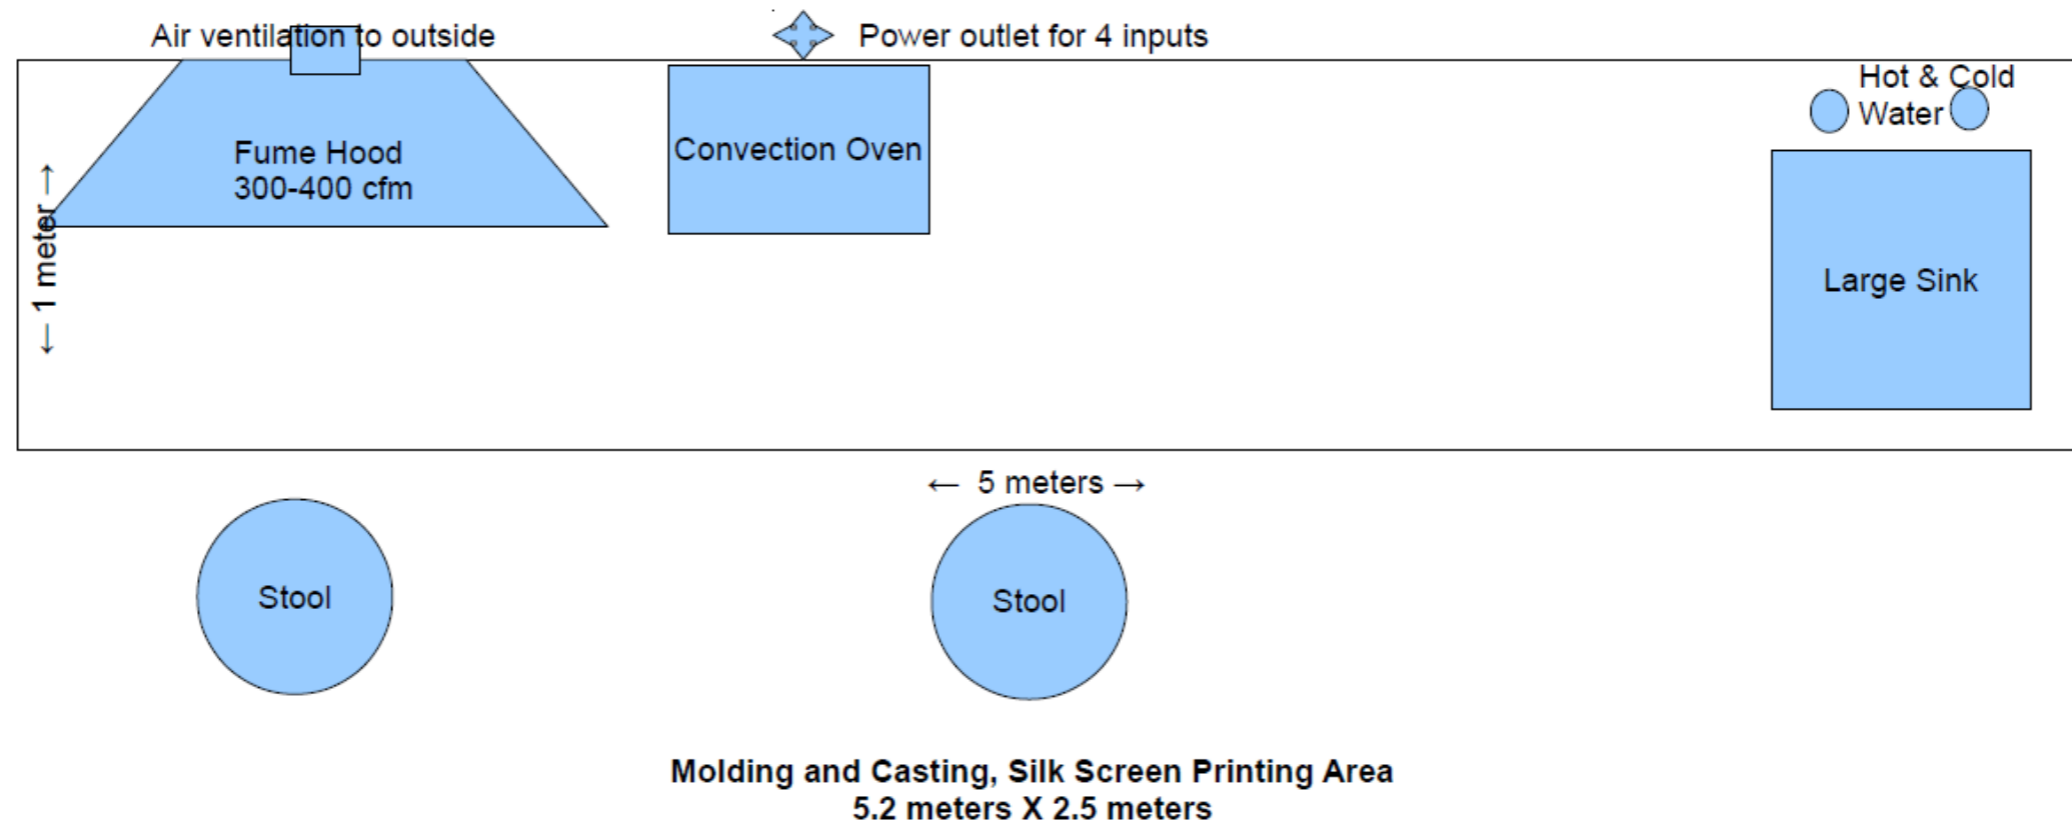 Air ventilation to outside
Power outlet for 4 inputs
Hot & Cold
Water
Fume Hood
300-400 cfm
Convection Oven
← 1 meter →
Large Sink
← 5 meters →
Stool
Stool
Molding and Casting, Silk Screen Printing Area
5.2 meters X 2.5 meters